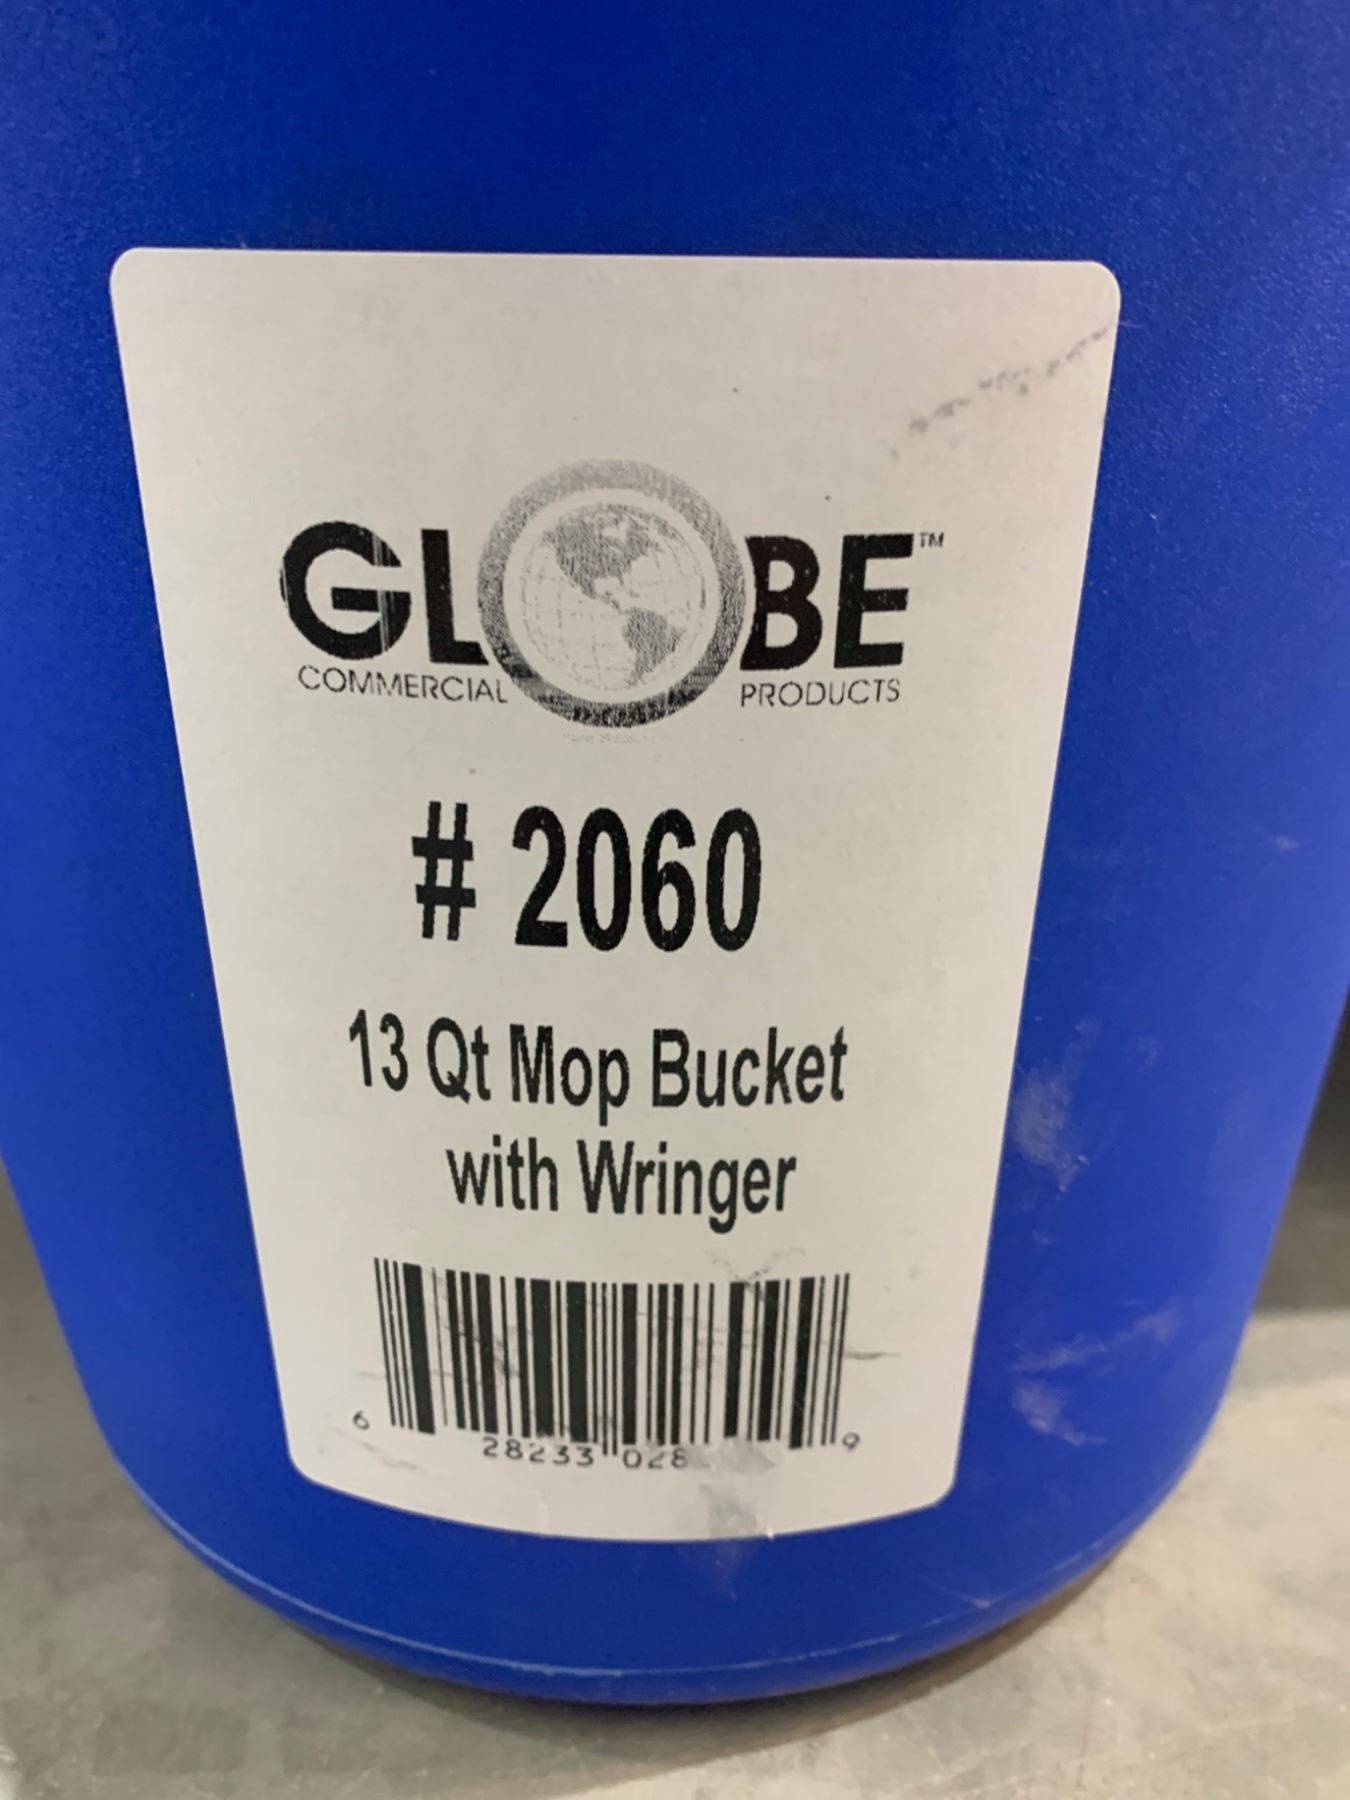 GLOBE™
COMMERCIAL PRODUCTS
# 2060
13 Qt Mop Bucket
with Wringer
6 28233 028 9